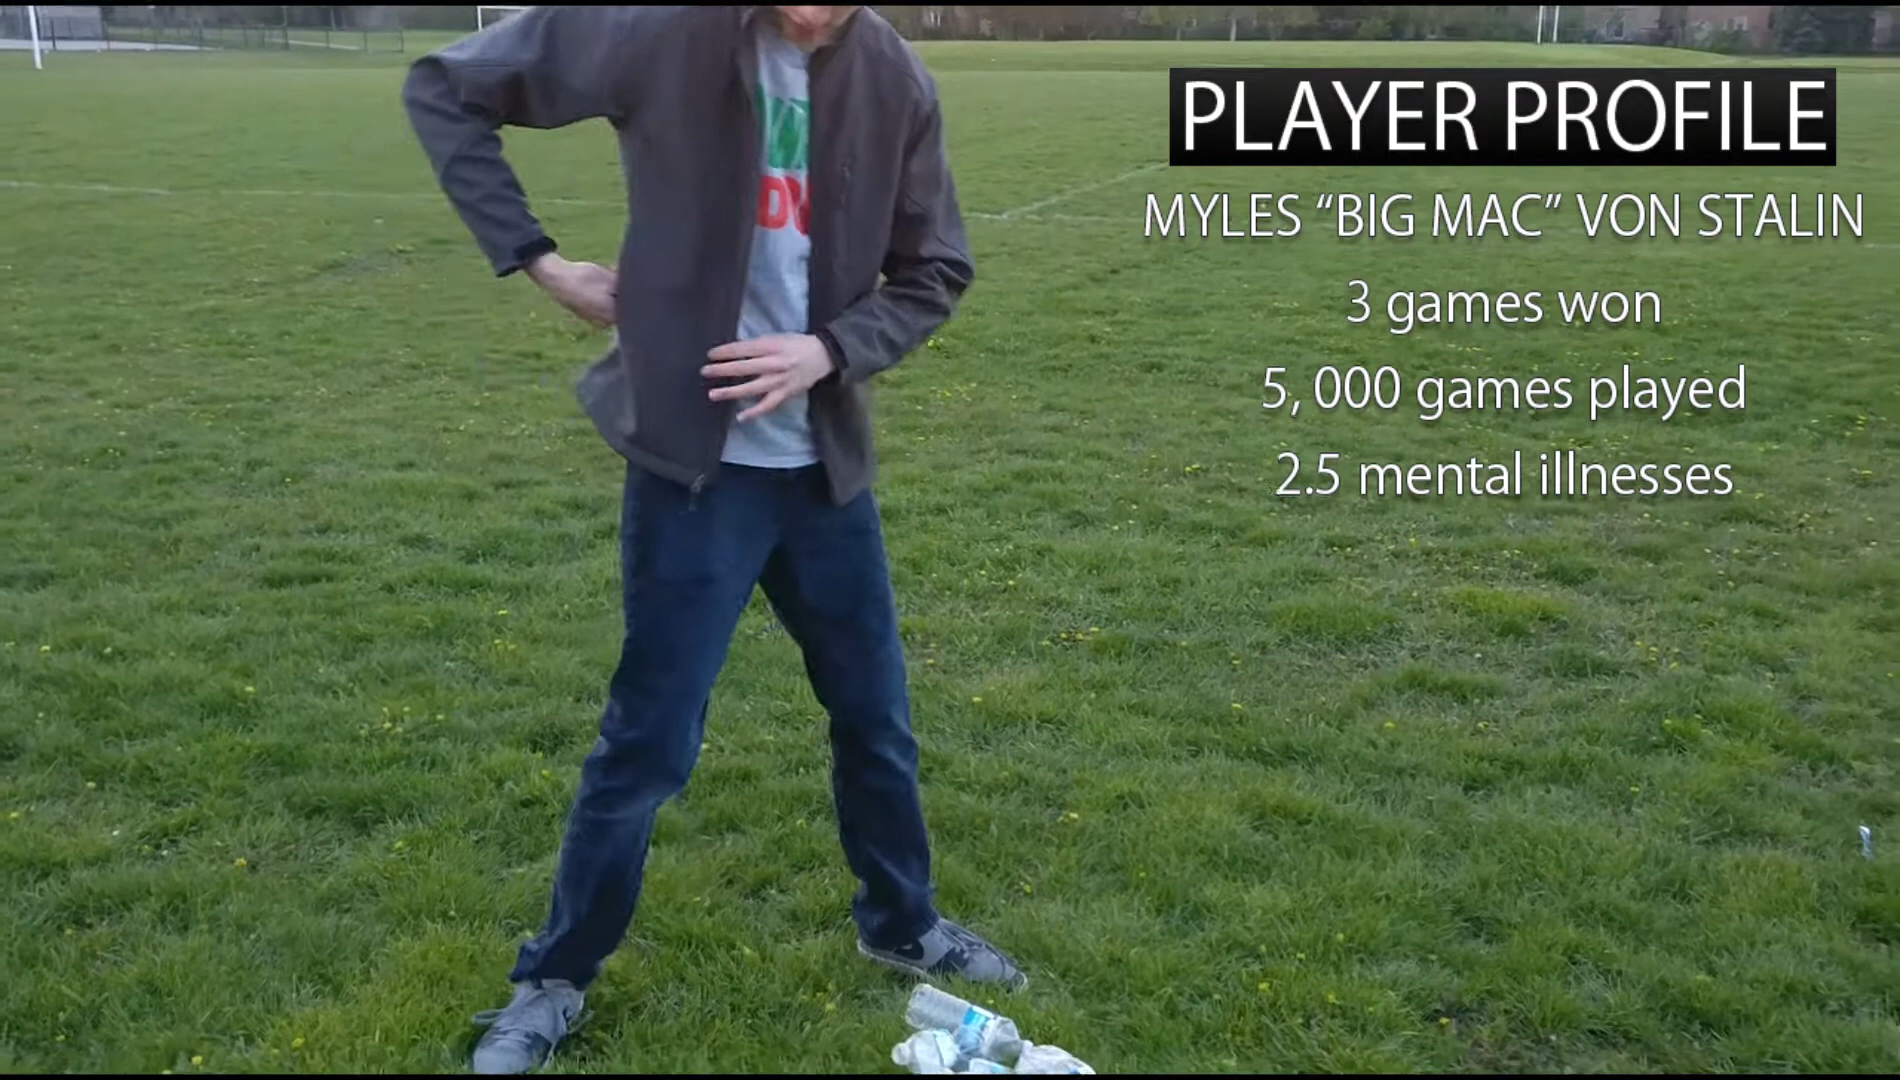 PLAYER PROFILE
MYLES “BIG MAC” VON STALIN
3 games won
5, 000 games played
2.5 mental illnesses